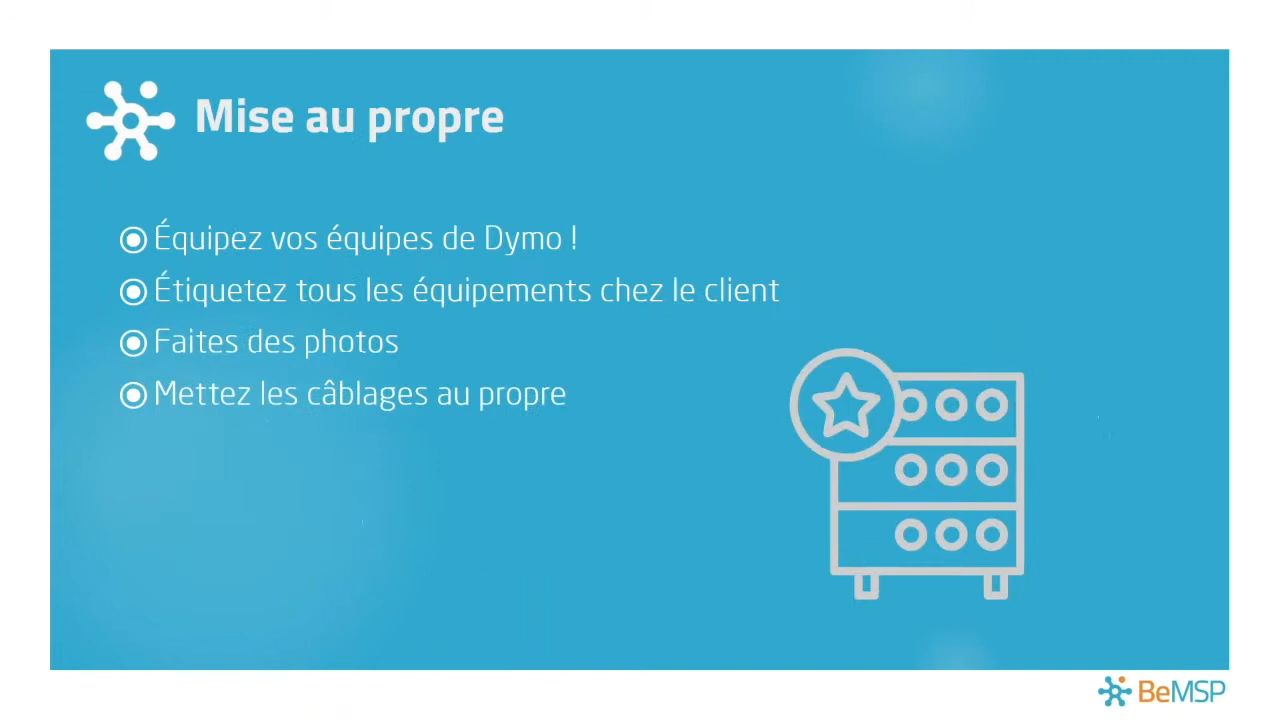 Mise au propre
Équipez vos équipes de Dymo !
Étiquetez tous les équipements chez le client
Faites des photos
Mettez les câblages au propre
BeMSP